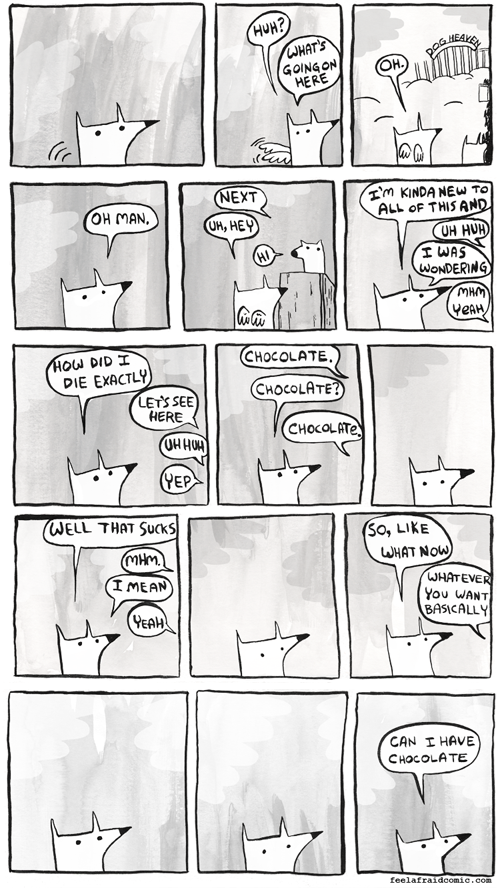 HUH?
WHAT'S
GOING ON
HERE
DOG HEAVEN
OH.
OH MAN.
NEXT
UH, HEY
HI
I'M KINDA NEW TO
ALL OF THIS AND
UH HUH
I WAS
WONDERING
MHM
YeAH
HOW DID I
DIE EXACTLY
LET'S SEE
HERE
UH HUH
YEP
CHOCOLATE.
CHOCOLATE?
CHOCOLATe.
WELL THAT SUCKS
MHM.
I MEAN
YEAH
SO, LIKE
WHAT NOW
WHATEVER
YOU WANT
BASICALLY
CAN I HAVE
CHOCOLATE
feelafraidcomic.com